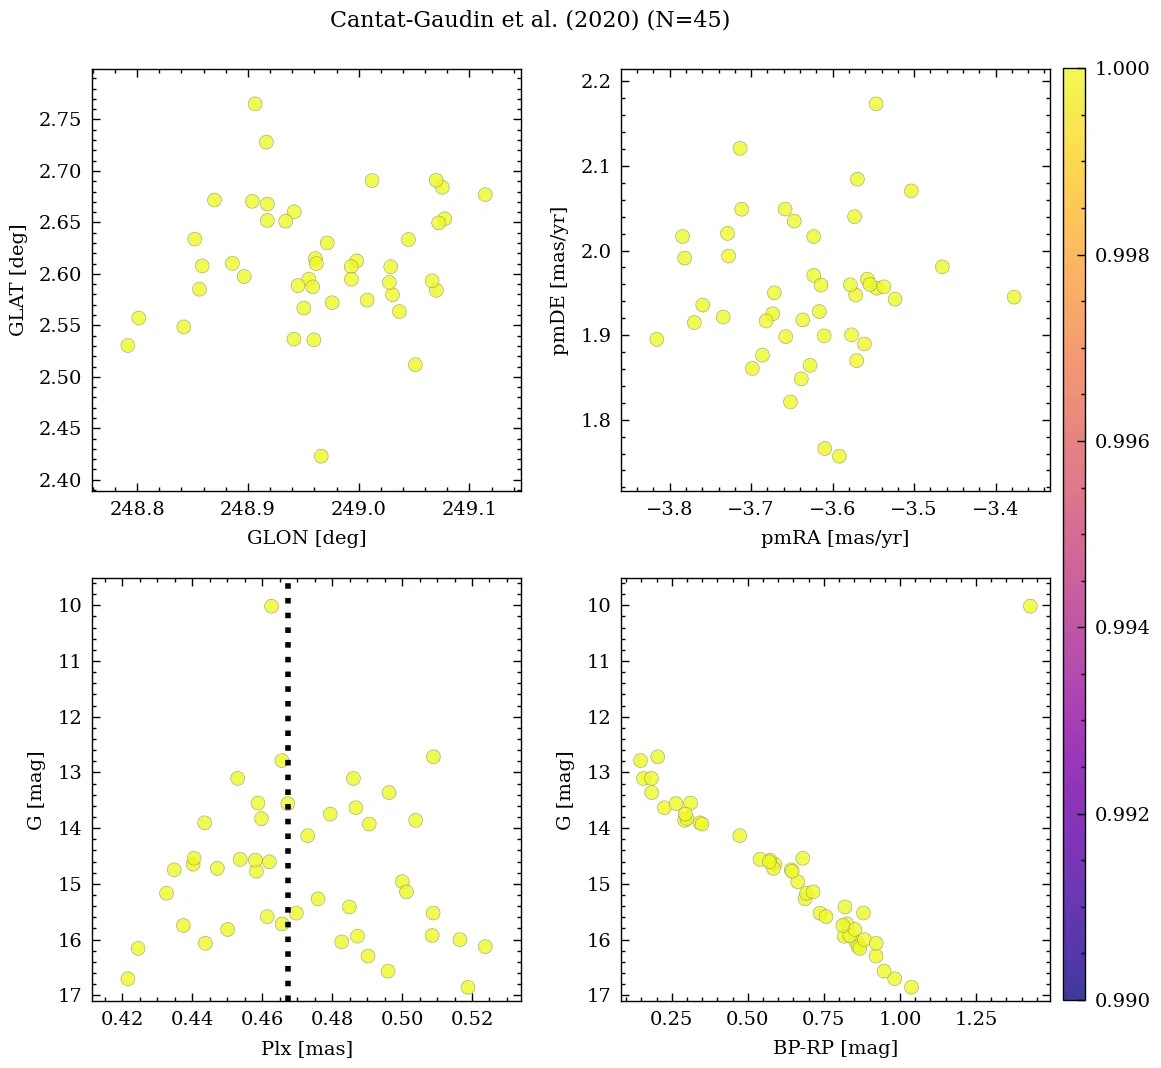 Cantat-Gaudin et al. (2020) (N=45)
GLAT [deg]
2.75
2.70
2.65
2.60
2.55
2.50
2.45
2.40
248.8 248.9 249.0 249.1
GLON [deg]
pmDE [mas/yr]
2.2
2.1
2.0
1.9
1.8
−3.8 −3.7 −3.6 −3.5 −3.4
pmRA [mas/yr]
G [mag]
10
11
12
13
14
15
16
17
0.42 0.44 0.46 0.48 0.50 0.52
Plx [mas]
G [mag]
10
11
12
13
14
15
16
17
0.25 0.50 0.75 1.00 1.25
BP-RP [mag]
1.000
0.998
0.996
0.994
0.992
0.990